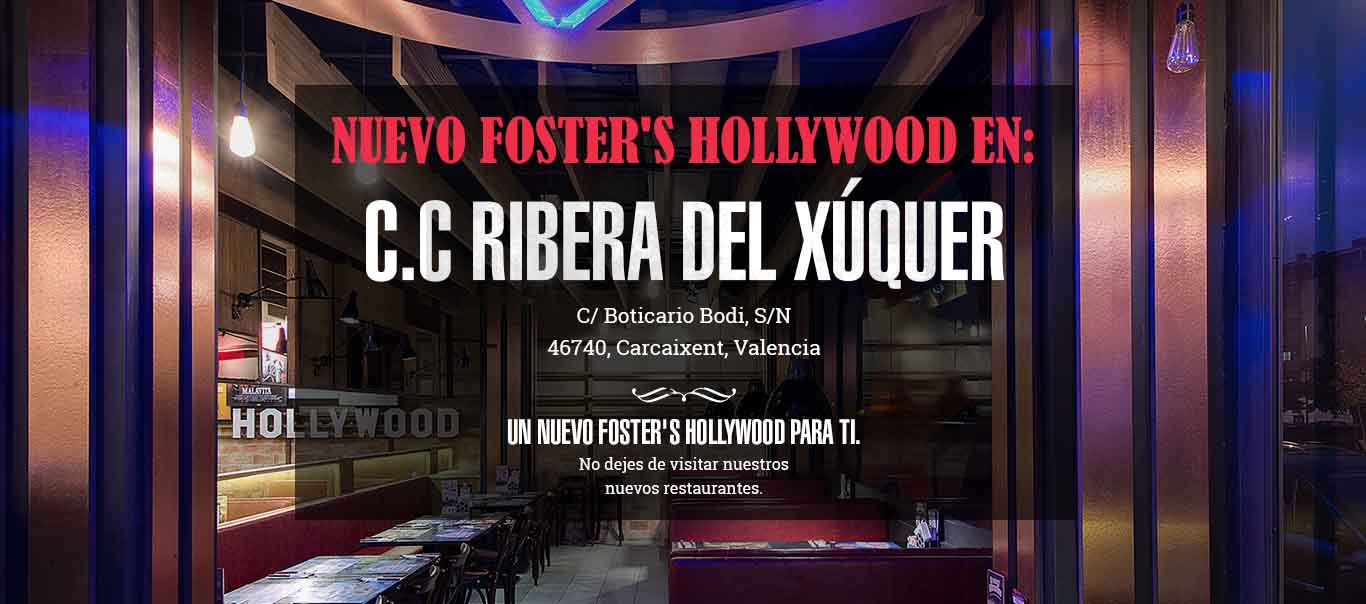 NUEVO FOSTER'S HOLLYWOOD EN:
C.C RIBERA DEL XÚQUER
C/ Boticario Bodi, S/N
46740, Carcaixent, Valencia
MALAVITA
HOLLYWOOD
UN NUEVO FOSTER'S HOLLYWOOD PARA TI.
No dejes de visitar nuestros
nuevos restaurantes.